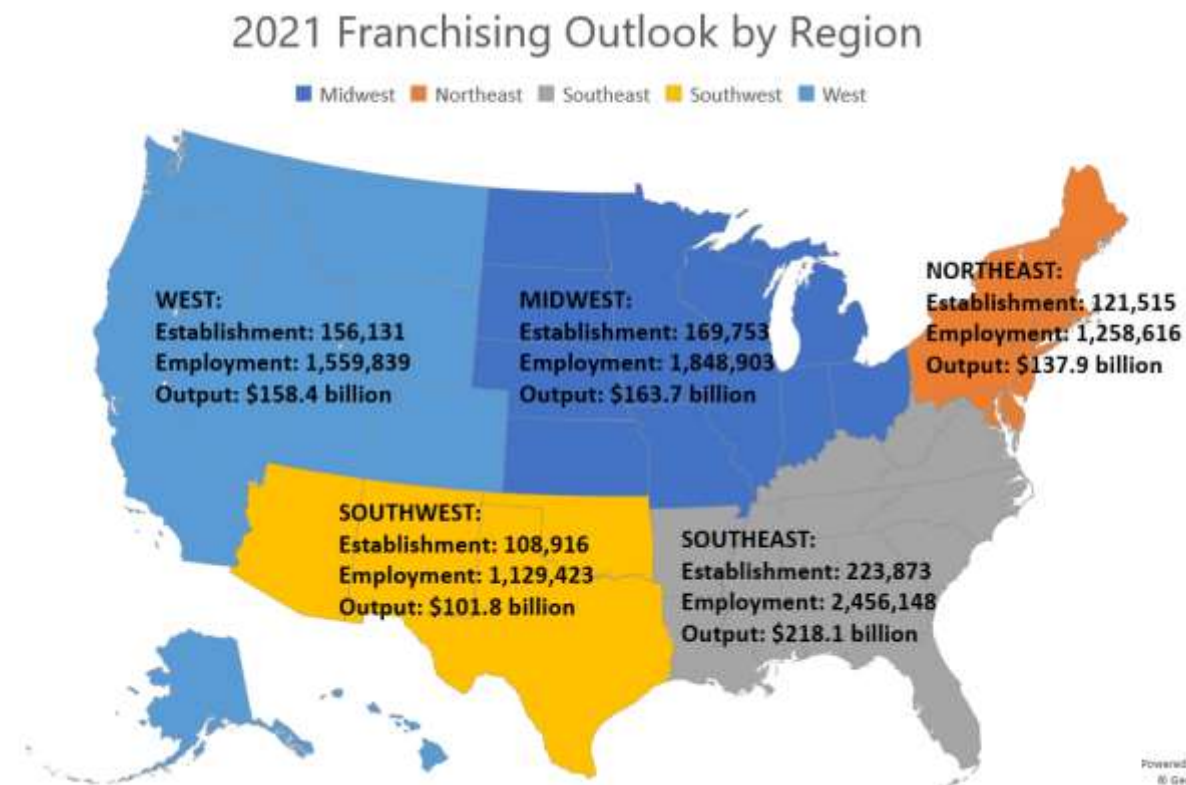 2021 Franchising Outlook by Region
Midwest Northeast Southeast Southwest West
NORTHEAST:
Establishment: 121,515
Employment: 1,258,616
Output: $137.9 billion
WEST:
Establishment: 156,131
Employment: 1,559,839
Output: $158.4 billion
MIDWEST:
Establishment: 169,753
Employment: 1,848,903
Output: $163.7 billion
SOUTHWEST:
Establishment: 108,916
Employment: 1,129,423
Output: $101.8 billion
SOUTHEAST:
Establishment: 223,873
Employment: 2,456,148
Output: $218.1 billion
Powered
© Ge